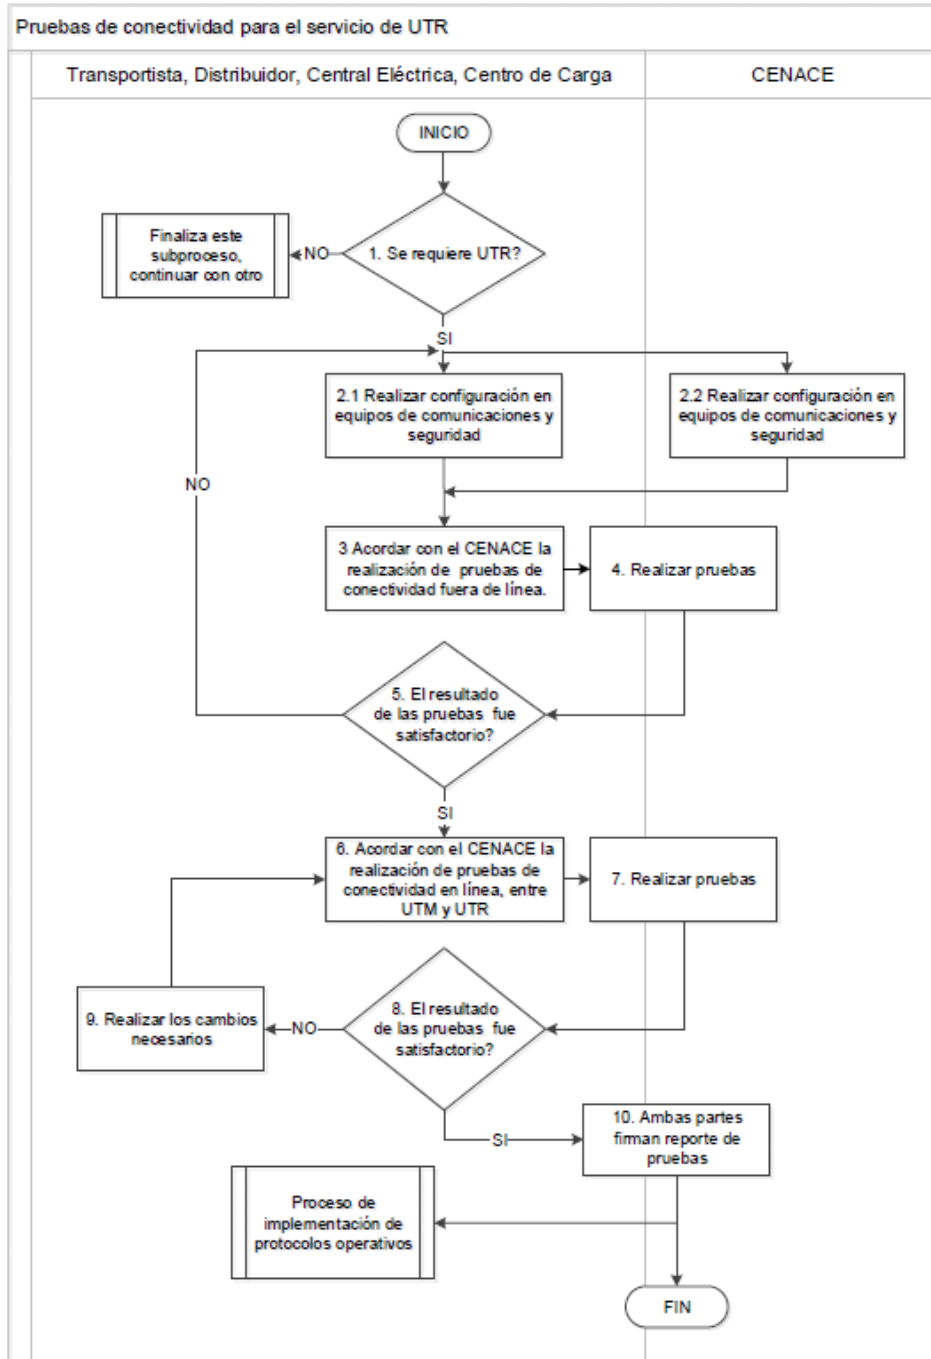 Pruebas de conectividad para el servicio de UTR
Transportista, Distribuidor, Central Eléctrica, Centro de Carga
CENACE
INICIO
1. Se requiere UTR?
NO
Finaliza este
subproceso,
continuar con otro
SI
2.1 Realizar configuración en
equipos de comunicaciones y
seguridad
2.2 Realizar configuración en
equipos de comunicaciones y
seguridad
NO
3 Acordar con el CENACE la
realización de pruebas de
conectividad fuera de línea.
4. Realizar pruebas
5. El resultado
de las pruebas fue
satisfactorio?
SI
6. Acordar con el CENACE la
realización de pruebas de
conectividad en línea, entre
UTM y UTR
7. Realizar pruebas
8. El resultado
de las pruebas fue
satisfactorio?
NO
9. Realizar los cambios
necesarios
SI
10. Ambas partes
firman reporte de
pruebas
Proceso de
implementación de
protocolos operativos
FIN